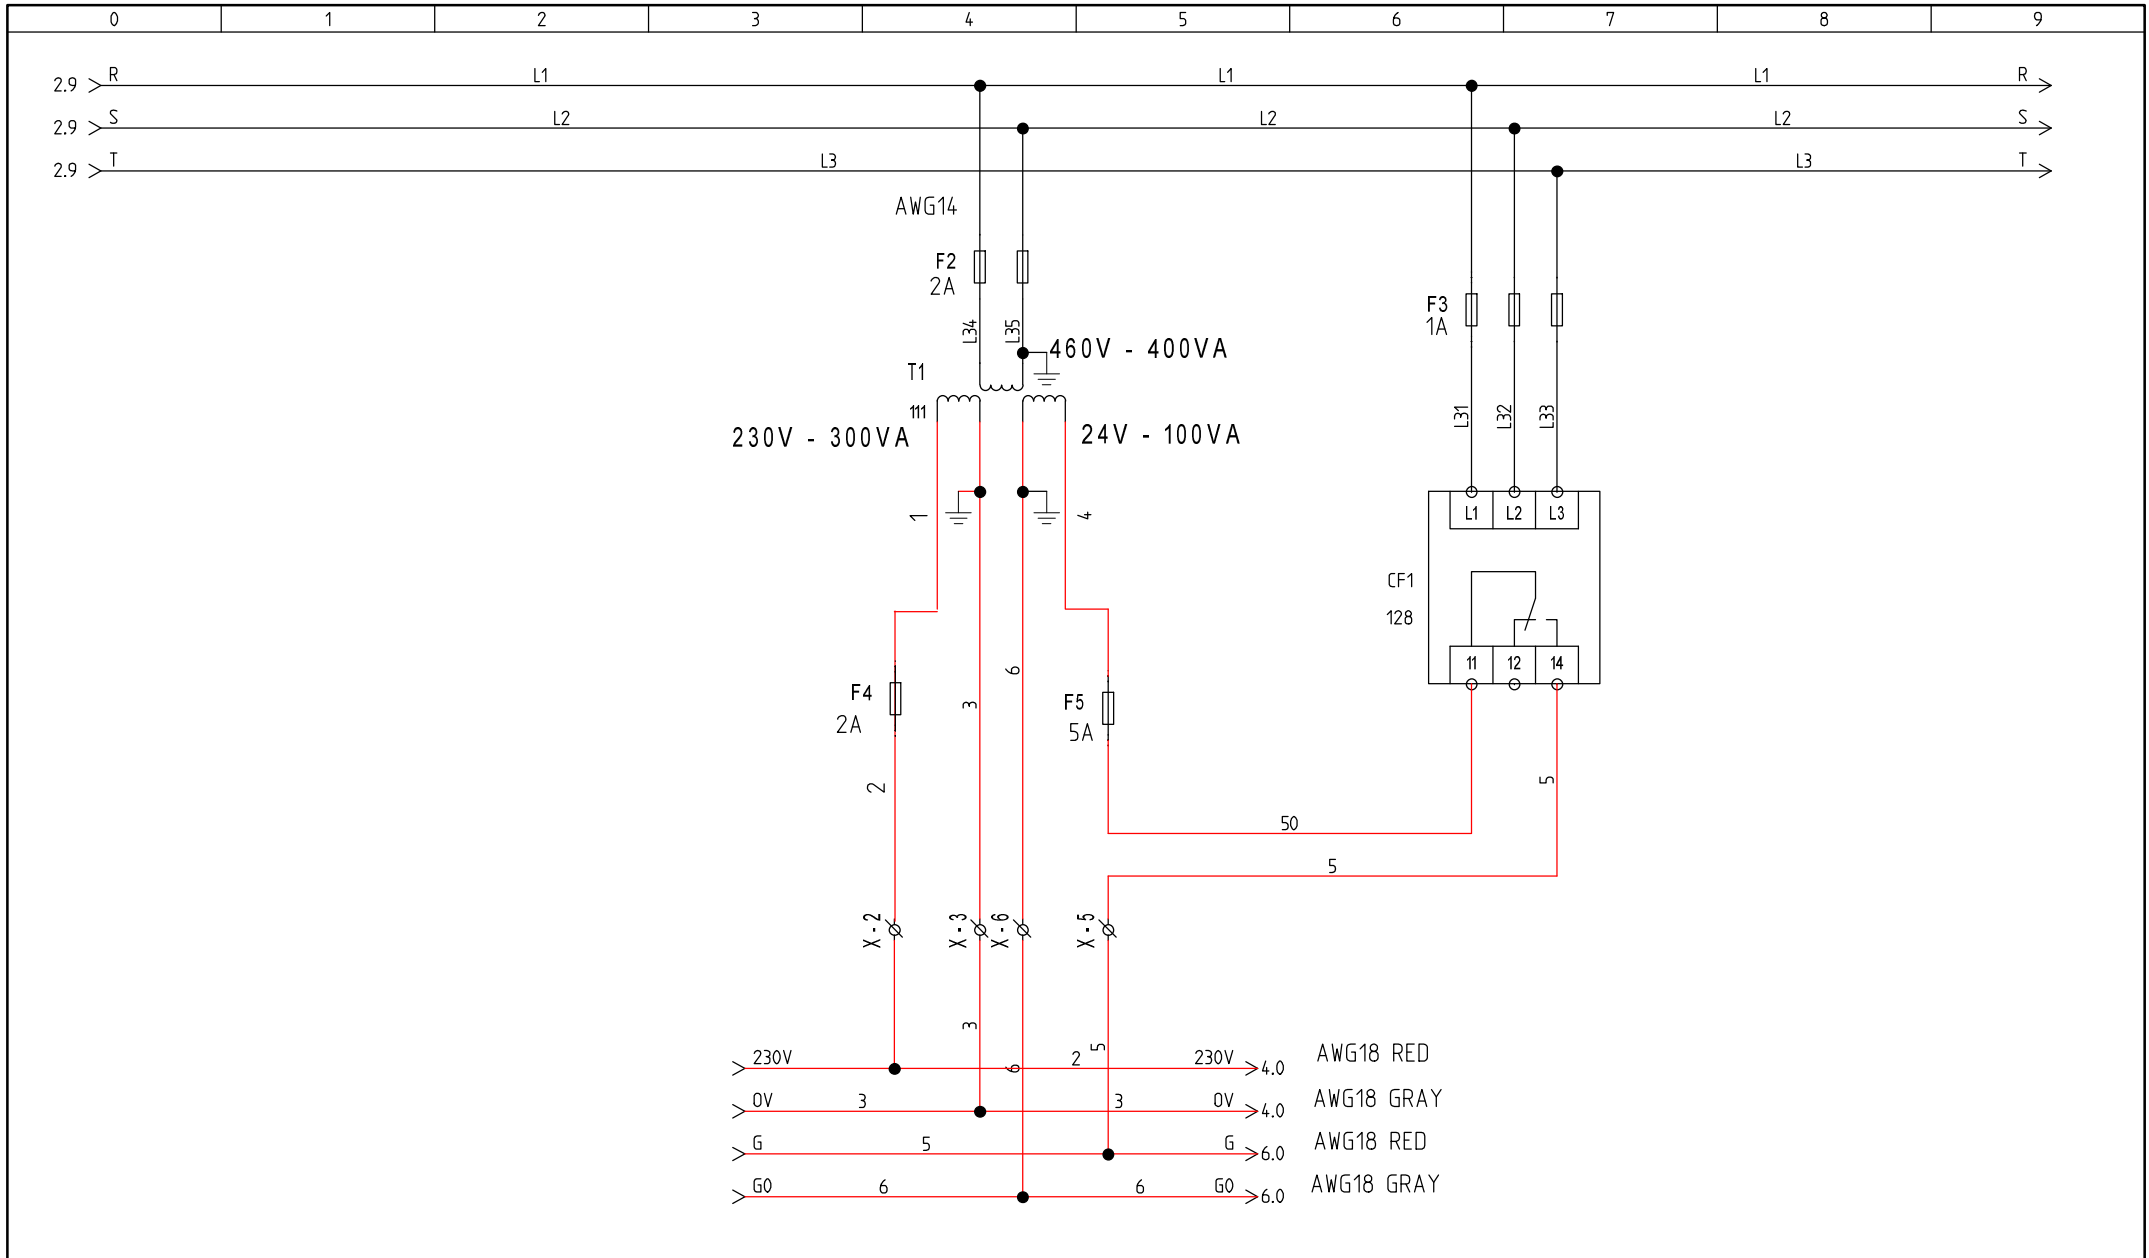 0 1 2 3 4 5 6 7 8 9
2.9 R L1 L1 L1 R
2.9 S L2 L2 L2 S
2.9 T L3 L3 T
AWG14
F2
2A
F3
1A
L34 L35
460V - 400VA
T1
111
230V - 300VA
24V - 100VA
L31 L32 L33
1
4
L1 L2 L3
CF1
128
11 12 14
6
F4
2A
3
F5
5A
2
5
50
5
X-2 X-3 X-6 X-5
3
5
6
230V 2 230V 4.0 AWG18 RED
0V 3 3 0V 4.0 AWG18 GRAY
G 5 G 6.0 AWG18 RED
G0 6 6 G0 6.0 AWG18 GRAY